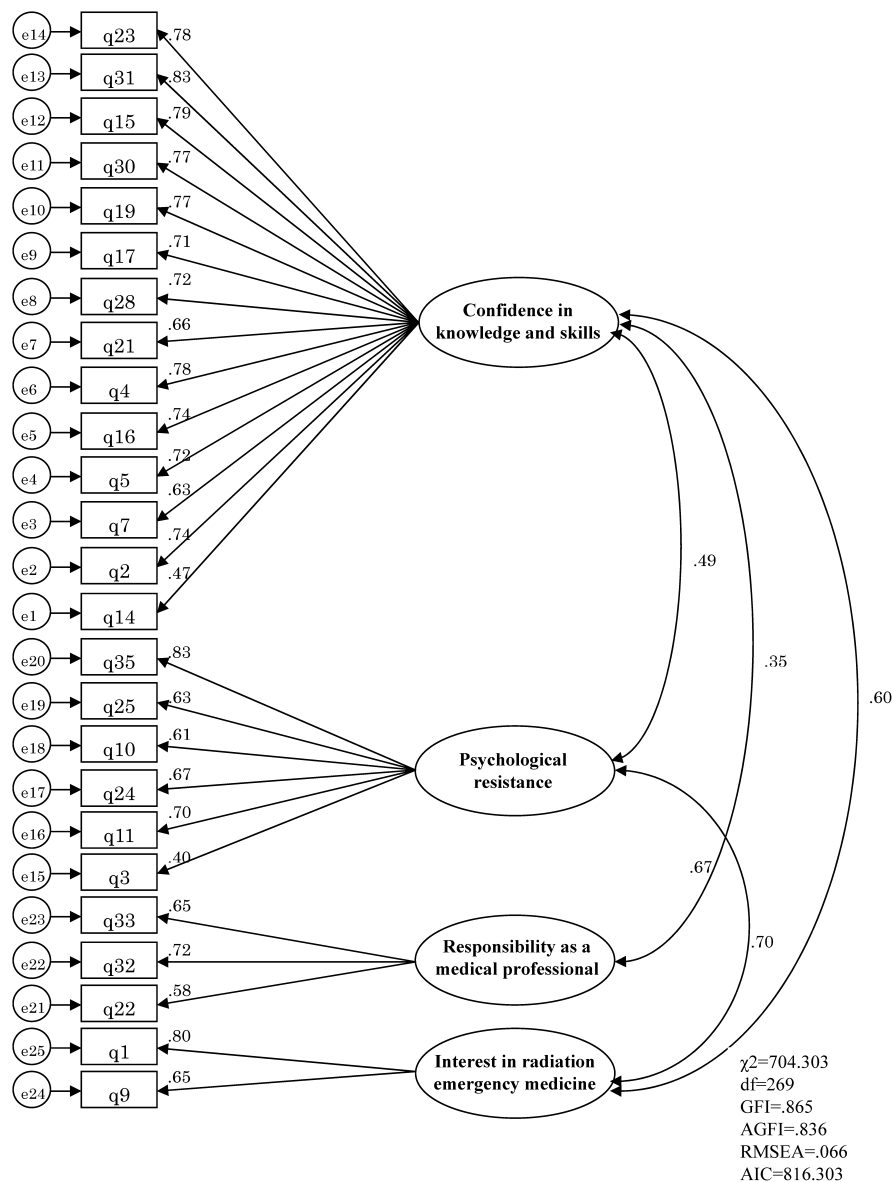 e14 q23 .78
e13 q31 .83
e12 q15 .79
e11 q30 .77
e10 q19 .77
e9 q17 .71
e8 q28 .72
e7 q21 .66
e6 q4 .78
e5 q16 .74
e4 q5 .72
e3 q7 .63
e2 q2 .74
e1 q14 .47
Confidence in
knowledge and skills
e20 q35 .83
e19 q25 .63
e18 q10 .61
e17 q24 .67
e16 q11 .70
e15 q3 .40
Psychological
resistance
e23 q33 .65
e22 q32 .72
e21 q22 .58
Responsibility as a
medical professional
e25 q1 .80
e24 q9 .65
Interest in radiation
emergency medicine
.49
.35
.60
.67
.70
χ2=704.303
df=269
GFI=.865
AGFI=.836
RMSEA=.066
AIC=816.303